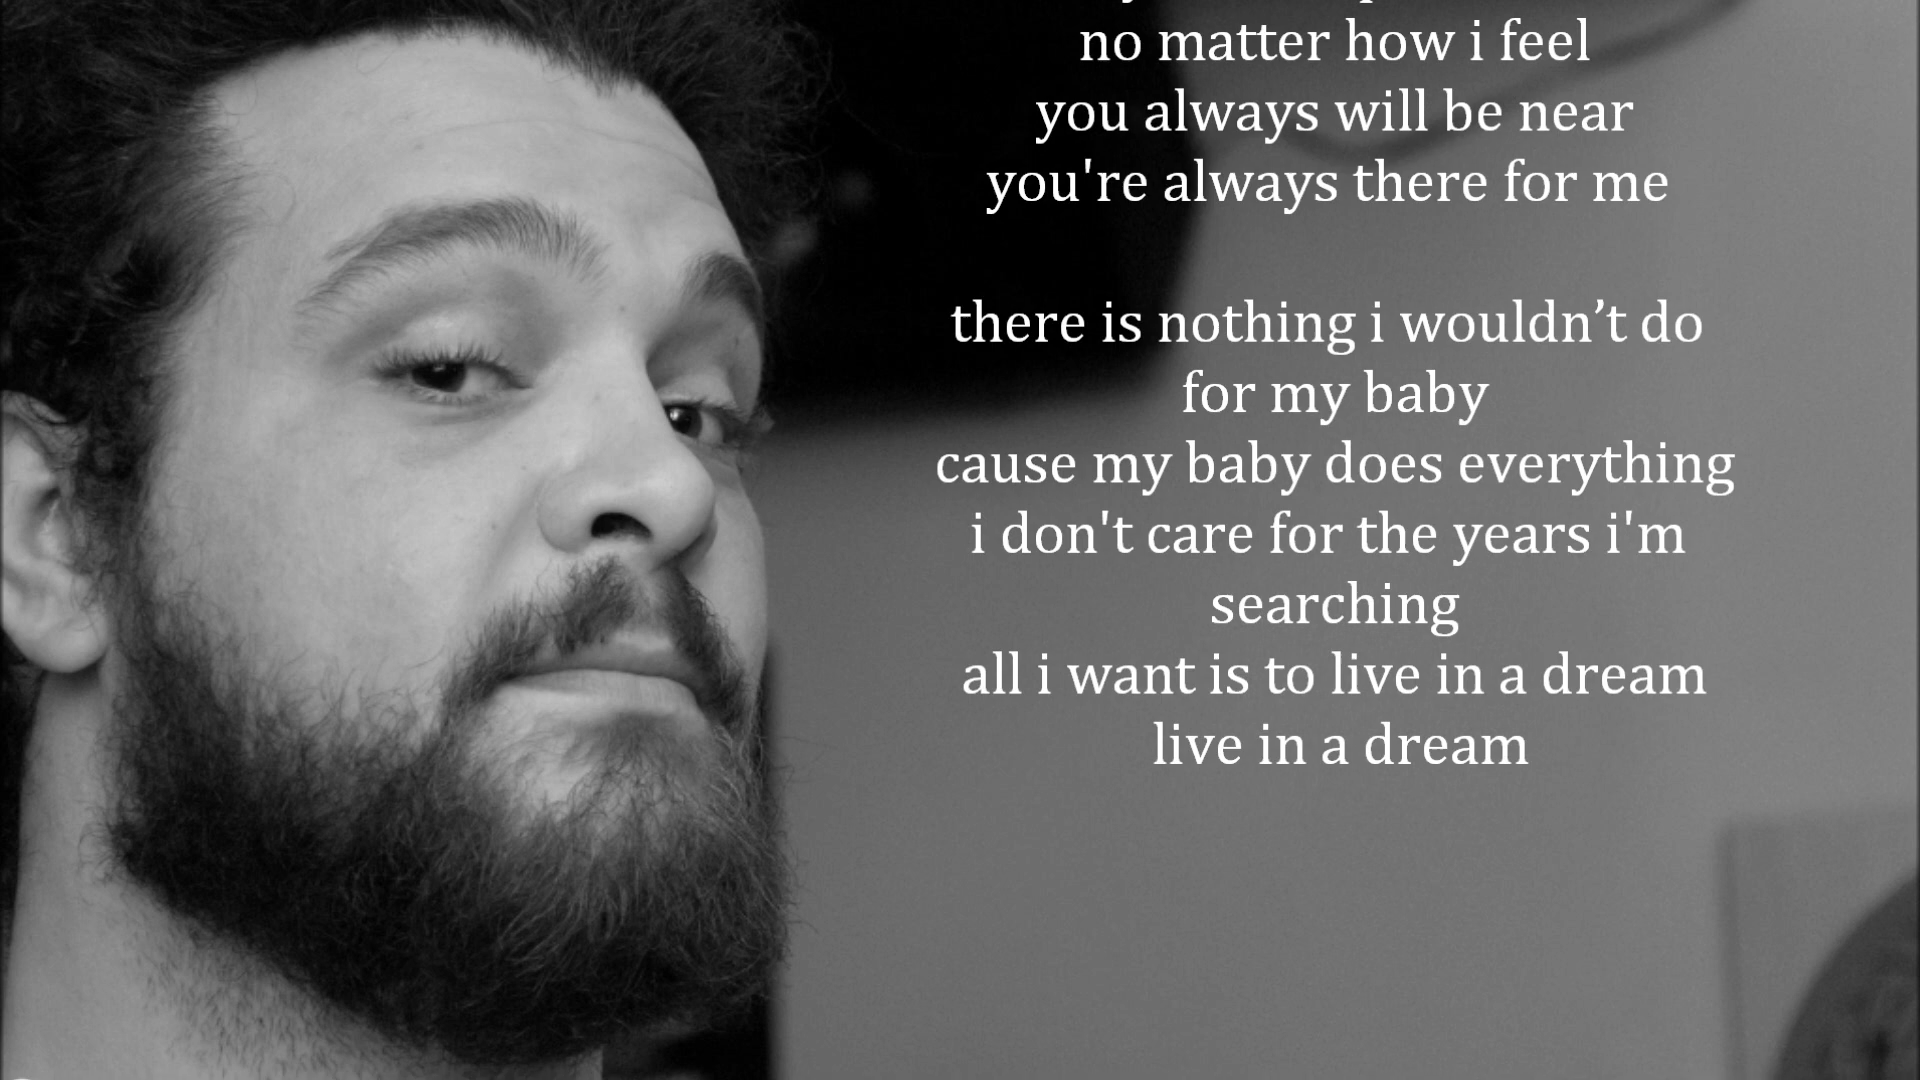 no matter how i feel
you always will be near
you're always there for me
there is nothing i wouldn’t do
for my baby
cause my baby does everything
i don't care for the years i'm
searching
all i want is to live in a dream
live in a dream